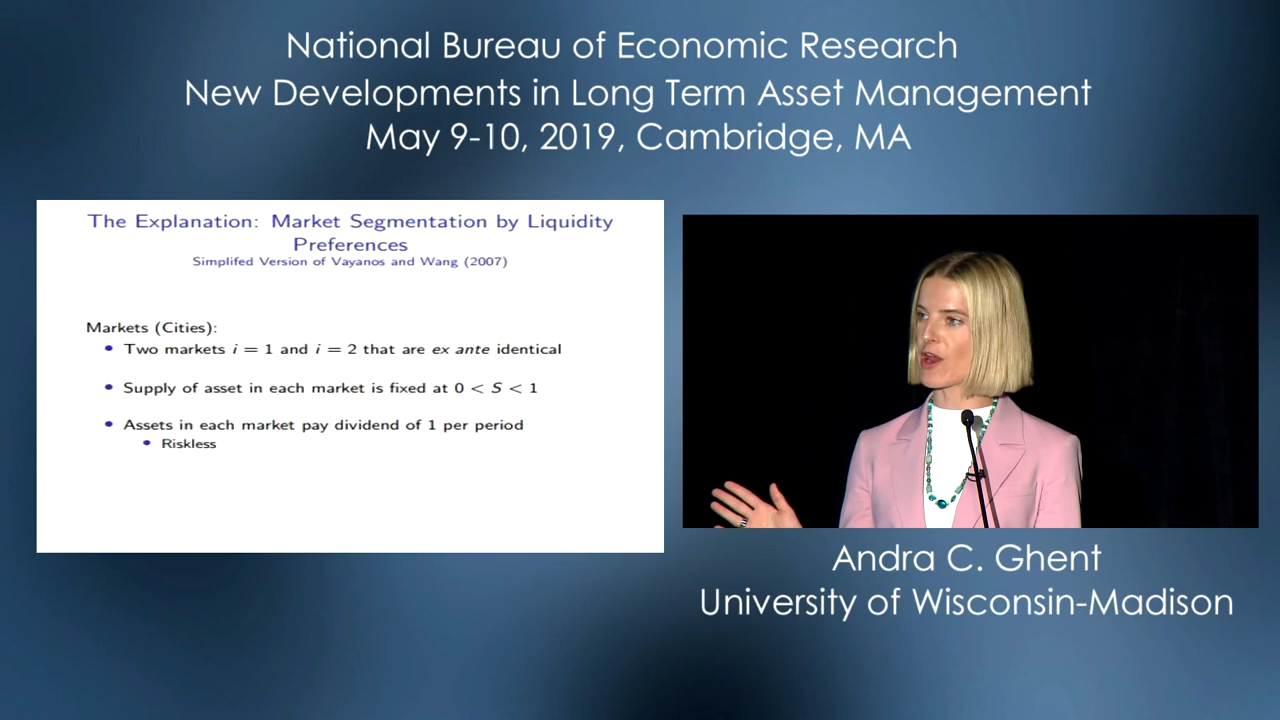 National Bureau of Economic Research
New Developments in Long Term Asset Management
May 9-10, 2019, Cambridge, MA
The Explanation: Market Segmentation by Liquidity
Preferences
Simplifed Version of Vayanos and Wang (2007)
Markets (Cities):
• Two markets i = 1 and i = 2 that are ex ante identical
• Supply of asset in each market is fixed at 0 < S < 1
• Assets in each market pay dividend of 1 per period
• Riskless
Andra C. Ghent
University of Wisconsin-Madison